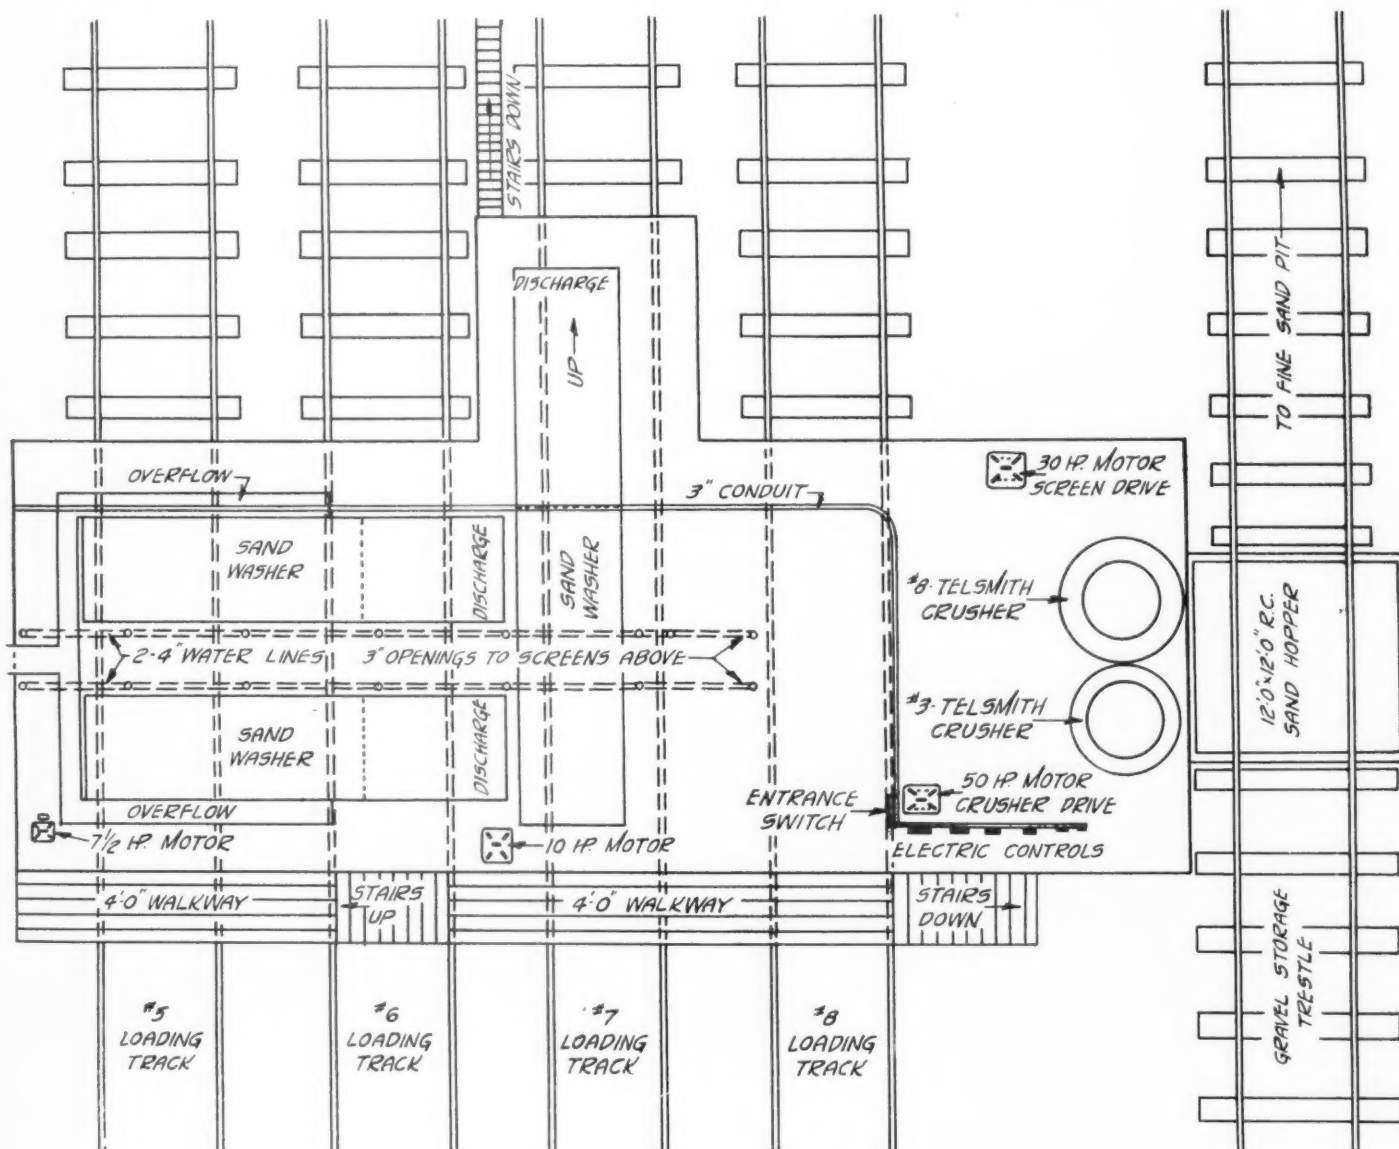 STAIRS DOWN
DISCHARGE
UP
TO FINE SAND PIT
OVERFLOW
3" CONDUIT
30 HP. MOTOR
SCREEN DRIVE
SAND
WASHER
DISCHARGE
SAND
WASHER
#8-TELSMITH
CRUSHER
12'-0"x12'-0" R.C.
SAND HOPPER
2-4" WATER LINES
3" OPENINGS TO SCREENS ABOVE
#3-TELSMITH
CRUSHER
SAND
WASHER
DISCHARGE
50 HP. MOTOR
CRUSHER DRIVE
ENTRANCE
SWITCH
OVERFLOW
7 1/2 HP. MOTOR
10 HP. MOTOR
ELECTRIC CONTROLS
4'-0" WALKWAY
STAIRS
UP
4'-0" WALKWAY
STAIRS
DOWN
GRAVEL STORAGE
TRESTLE
#5
LOADING
TRACK
#6
LOADING
TRACK
#7
LOADING
TRACK
#8
LOADING
TRACK